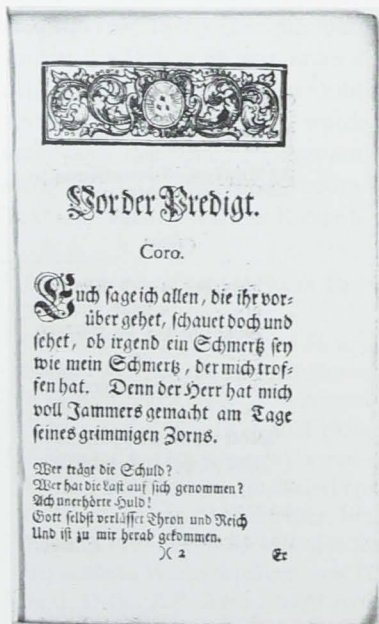 Vor der Predigt.
Coro.
Euch sage ich allen, die ihr vor⸗
über gehet, schauet doch und
sehet, ob irgend ein Schmertz sey
wie mein Schmertz, der mich trof⸗
fen hat. Denn der Herr hat mich
voll Jammers gemacht am Tage
seines grimmigen Zorns.
Wer trägt die Schuld?
Wer hat die Last auf sich genommen?
Ach unerhörte Huld!
Gott selbst verlässet Thron und Reich
Und ist zu mir herab gekommen.
)( 2 Er